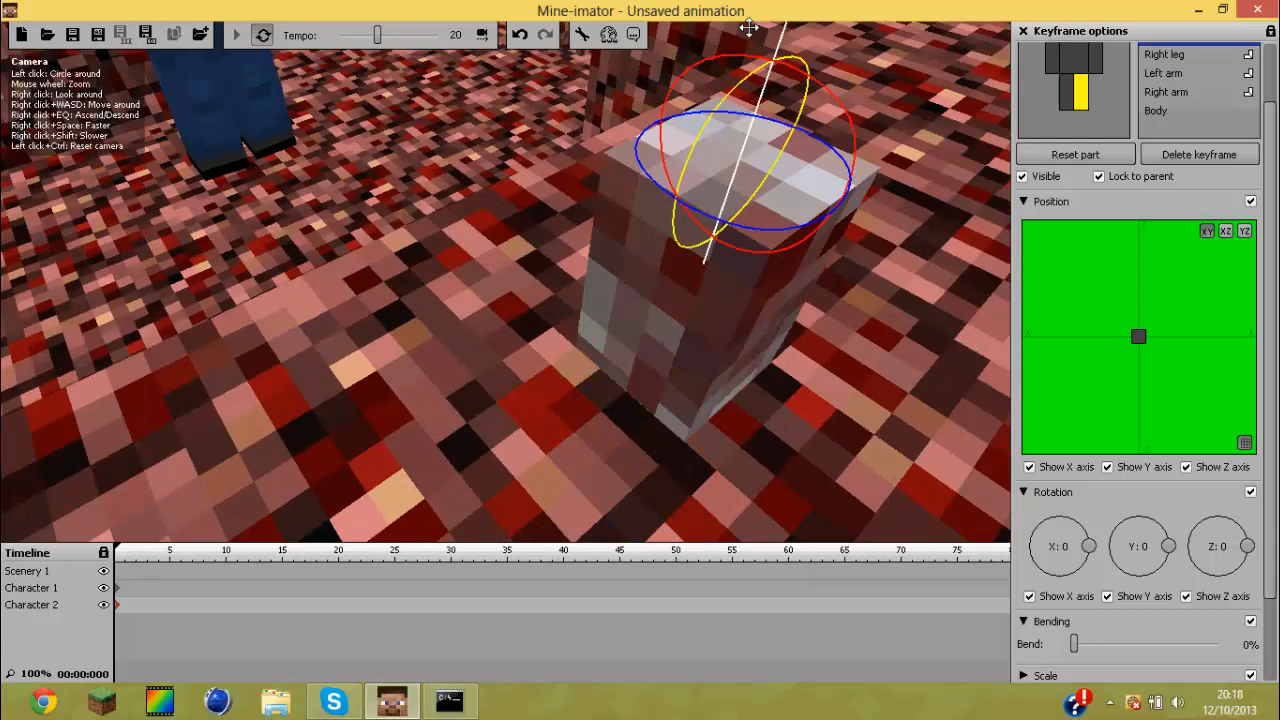 Mine-imator - Unsaved animation
Tempo: 20
Camera
Left click: Circle around
Mouse wheel: Zoom
Right click: Look around
Right click+WASD: Move around
Right click+EQ: Ascend/Descend
Right click+Space: Faster
Right click+Shift: Slower
Left click+Ctrl: Reset camera
Keyframe options
Right leg
Left arm
Right arm
Body
Reset part
Delete keyframe
Visible
Lock to parent
Position
XY XZ YZ
Show X axis Show Y axis Show Z axis
Rotation
X: 0 Y: 0 Z: 0
Show X axis Show Y axis Show Z axis
Bending
Bend: 0%
Scale
Timeline
5 10 15 20 25 30 35 40 45 50 55 60 65 70 75
Scenery 1
Character 1
Character 2
100% 00:00:000
20:18
12/10/2013